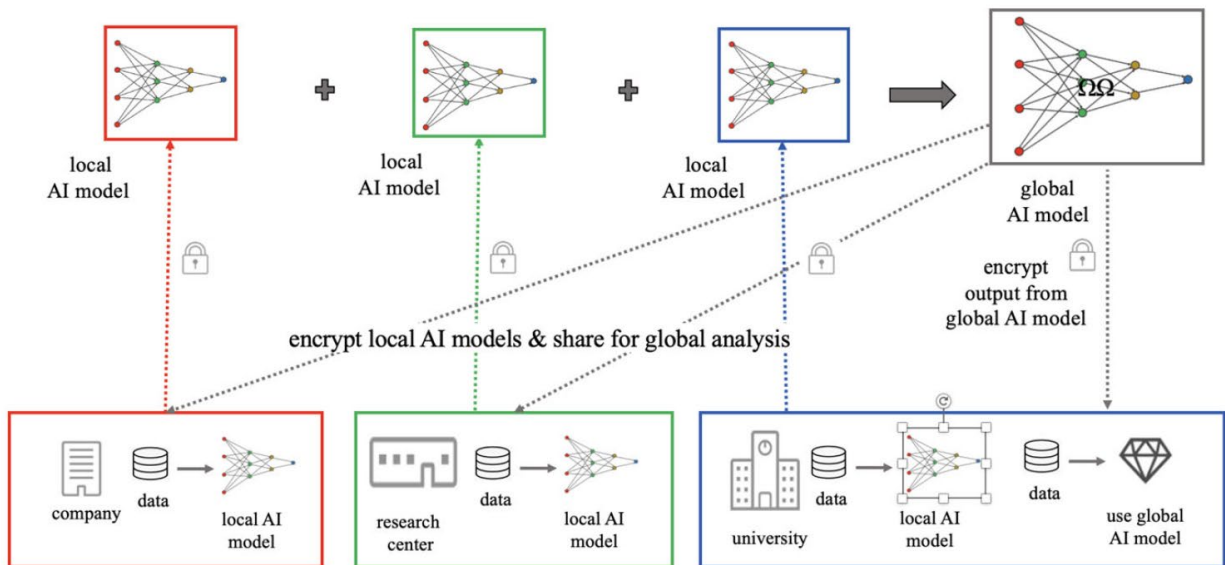 ΩΩ
local
AI model
local
AI model
local
AI model
global
AI model
encrypt
output from
global AI model
encrypt local AI models & share for global analysis
company
data
local AI
model
research
center
data
local AI
model
university
data
local AI
model
data
use global
AI model